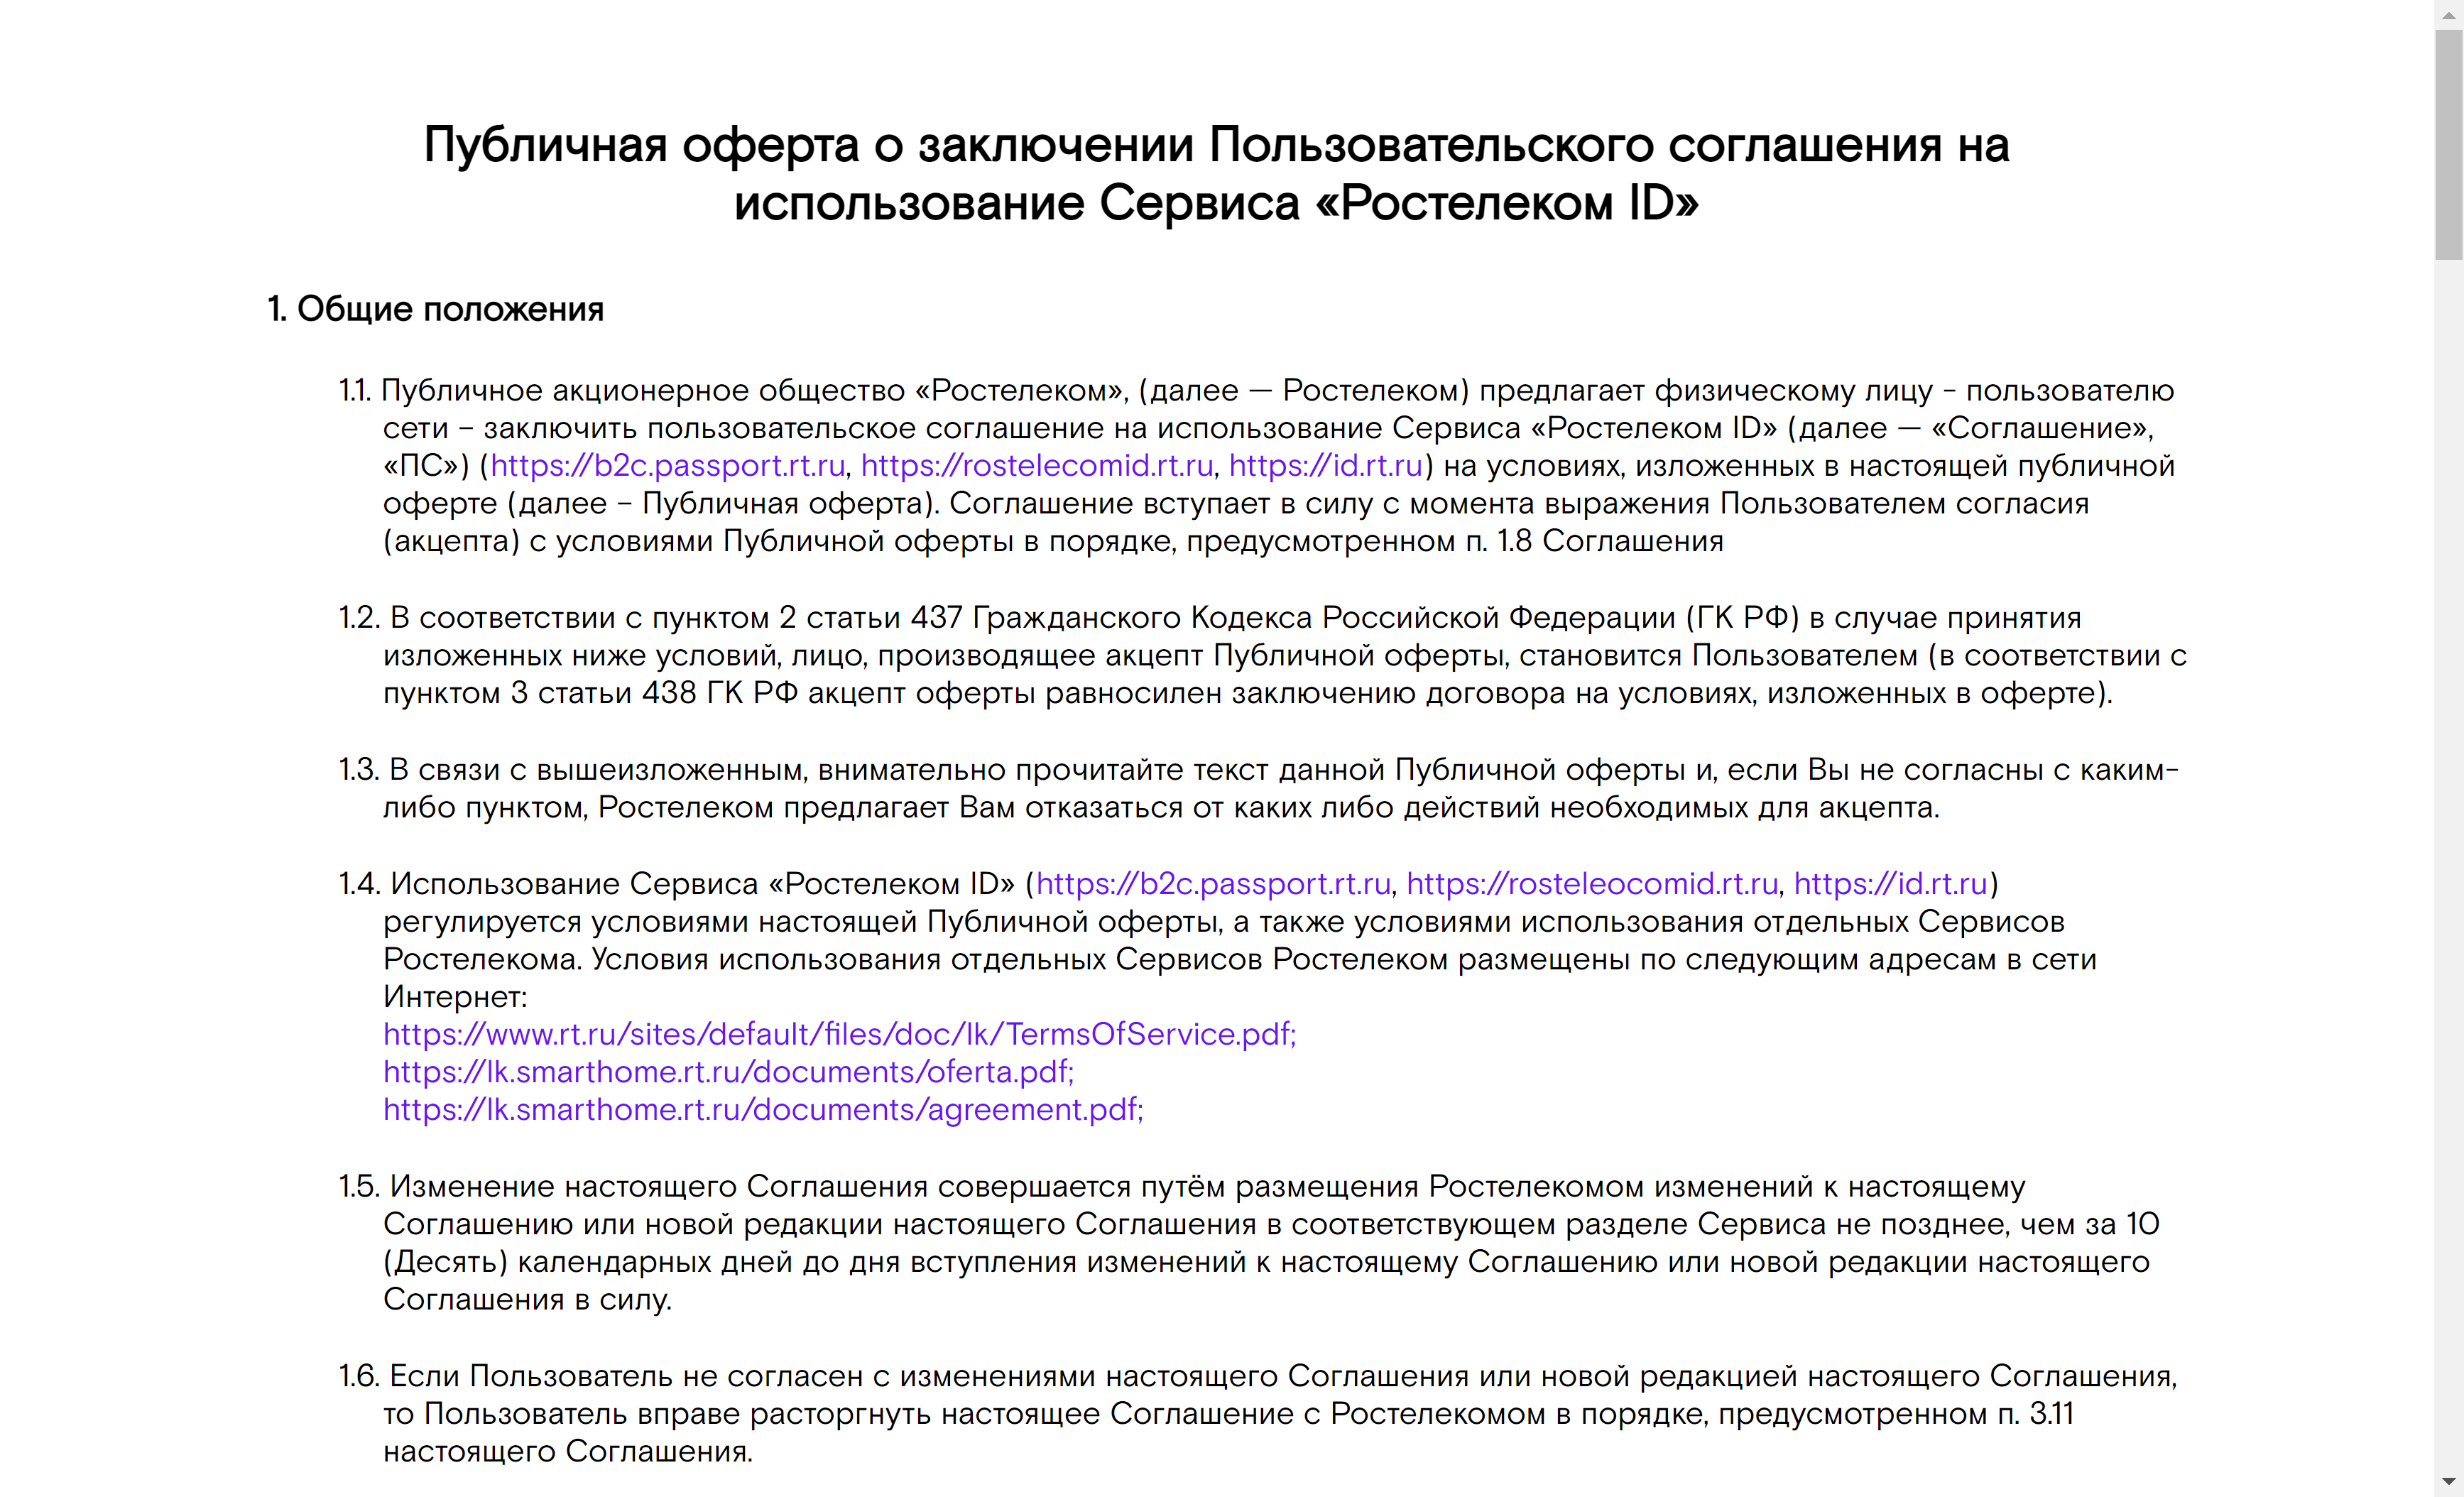 Публичная оферта о заключении Пользовательского соглашения на
использование Сервиса «Ростелеком ID»
1. Общие положения
1.1. Публичное акционерное общество «Ростелеком», (далее — Ростелеком) предлагает физическому лицу - пользователю
сети – заключить пользовательское соглашение на использование Сервиса «Ростелеком ID» (далее — «Соглашение»,
«ПС») (https://b2c.passport.rt.ru, https://rostelecomid.rt.ru, https://id.rt.ru) на условиях, изложенных в настоящей публичной
оферте (далее – Публичная оферта). Соглашение вступает в силу с момента выражения Пользователем согласия
(акцепта) с условиями Публичной оферты в порядке, предусмотренном п. 1.8 Соглашения
1.2. В соответствии с пунктом 2 статьи 437 Гражданского Кодекса Российской Федерации (ГК РФ) в случае принятия
изложенных ниже условий, лицо, производящее акцепт Публичной оферты, становится Пользователем (в соответствии с
пунктом 3 статьи 438 ГК РФ акцепт оферты равносилен заключению договора на условиях, изложенных в оферте).
1.3. В связи с вышеизложенным, внимательно прочитайте текст данной Публичной оферты и, если Вы не согласны с каким-
либо пунктом, Ростелеком предлагает Вам отказаться от каких либо действий необходимых для акцепта.
1.4. Использование Сервиса «Ростелеком ID» (https://b2c.passport.rt.ru, https://rosteleocomid.rt.ru, https://id.rt.ru)
регулируется условиями настоящей Публичной оферты, а также условиями использования отдельных Сервисов
Ростелекома. Условия использования отдельных Сервисов Ростелеком размещены по следующим адресам в сети
Интернет:
https://www.rt.ru/sites/default/files/doc/lk/TermsOfService.pdf;
https://lk.smarthome.rt.ru/documents/oferta.pdf;
https://lk.smarthome.rt.ru/documents/agreement.pdf;
1.5. Изменение настоящего Соглашения совершается путём размещения Ростелекомом изменений к настоящему
Соглашению или новой редакции настоящего Соглашения в соответствующем разделе Сервиса не позднее, чем за 10
(Десять) календарных дней до дня вступления изменений к настоящему Соглашению или новой редакции настоящего
Соглашения в силу.
1.6. Если Пользователь не согласен с изменениями настоящего Соглашения или новой редакцией настоящего Соглашения,
то Пользователь вправе расторгнуть настоящее Соглашение с Ростелекомом в порядке, предусмотренном п. 3.11
настоящего Соглашения.